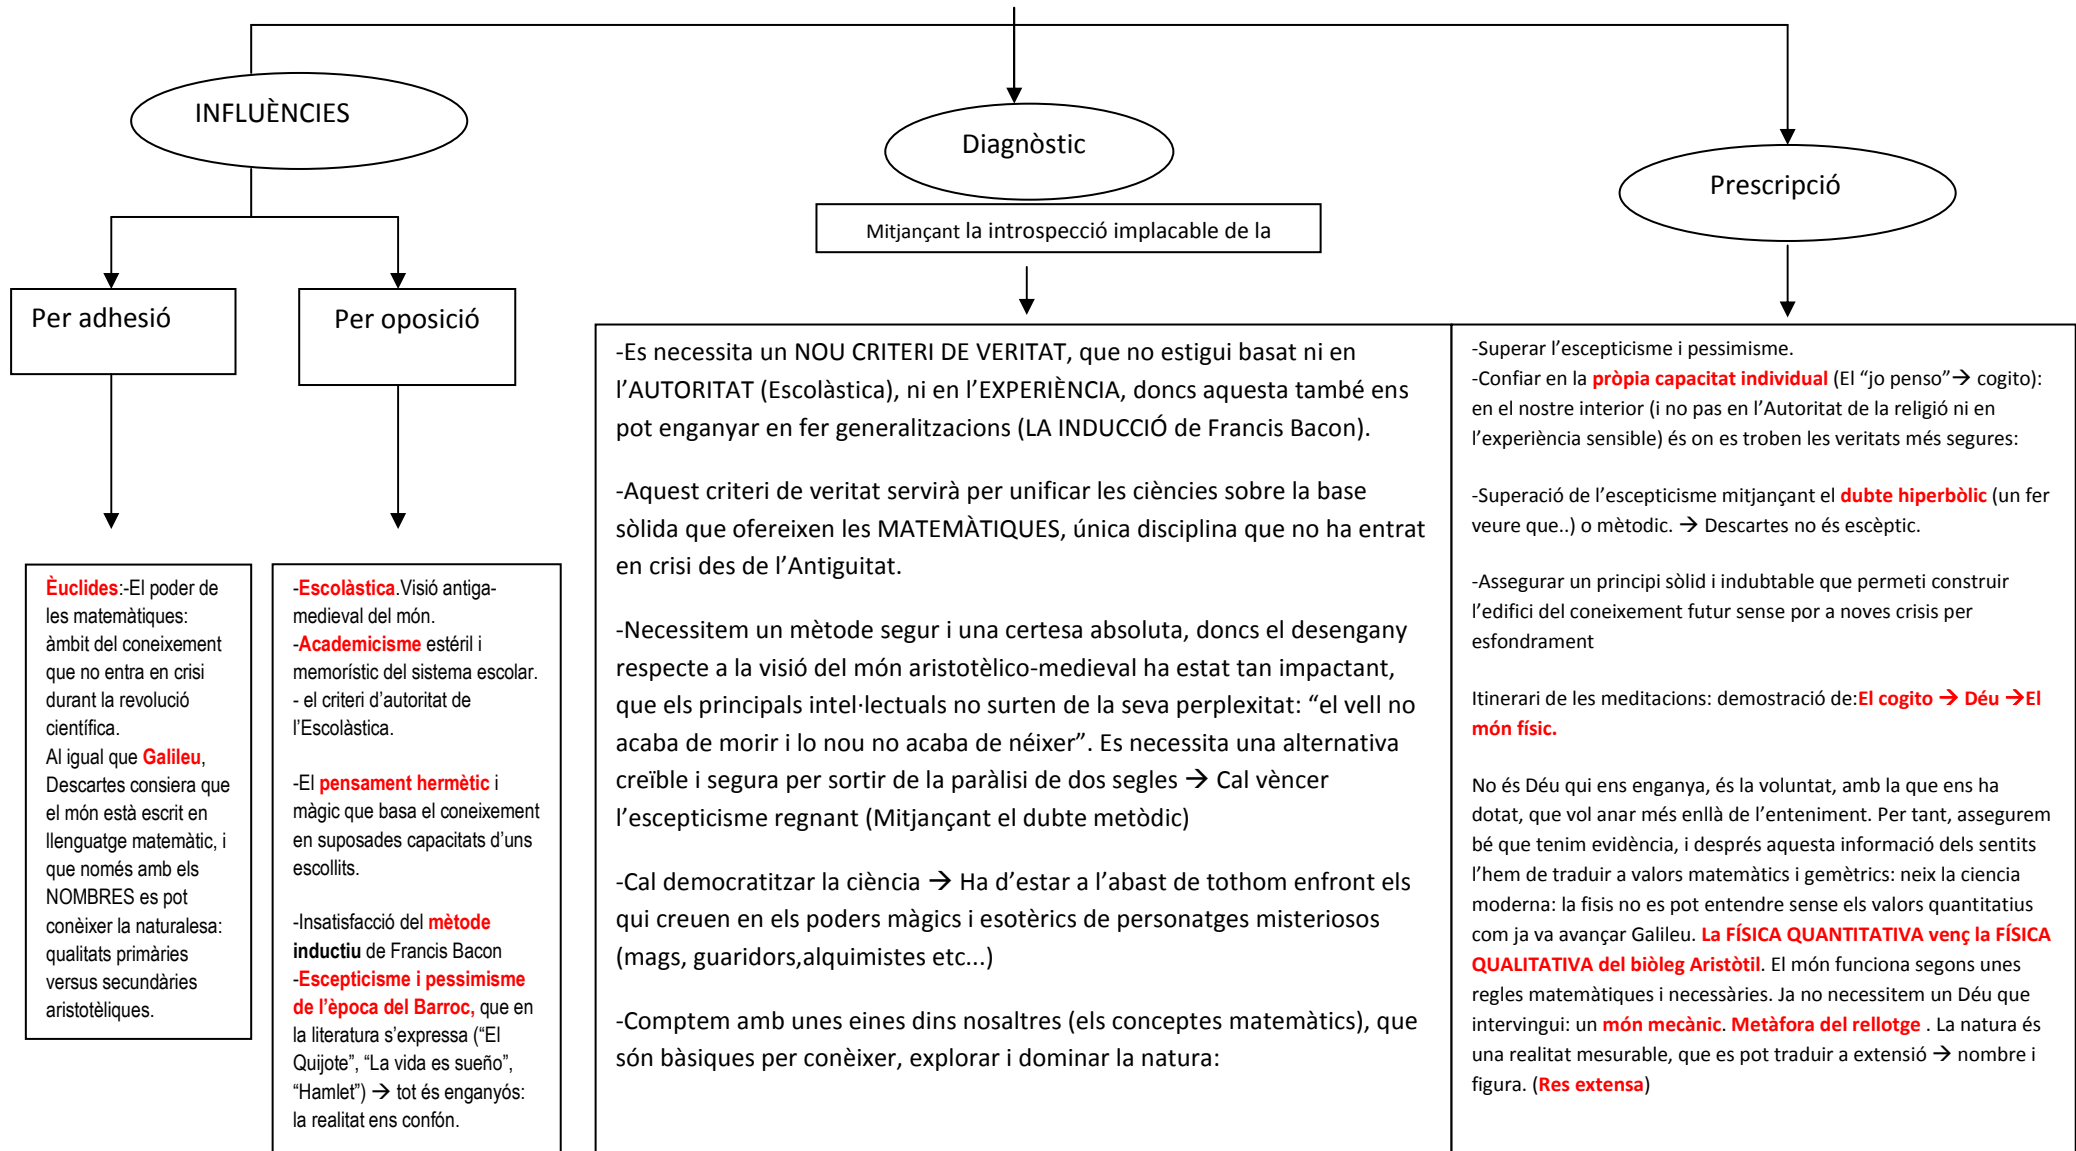 INFLUÈNCIES
Diagnòstic
Prescripció
Mitjançant la introspecció implacable de la
Per adhesió
Per oposició
Èuclides:-El poder de
les matemàtiques:
àmbit del coneixement
que no entra en crisi
durant la revolució
científica.
Al igual que Galileu,
Descartes consiera que
el món està escrit en
llenguatge matemàtic, i
que només amb els
NOMBRES es pot
conèixer la naturalesa:
qualitats primàries
versus secundàries
aristotèliques.
-Escolàstica.Visió antiga-
medieval del món.
-Academicisme estéril i
memorístic del sistema escolar.
- el criteri d’autoritat de
l’Escolàstica.
-El pensament hermètic i
màgic que basa el coneixement
en suposades capacitats d’uns
escollits.
-Insatisfacció del mètode
inductiu de Francis Bacon
-Escepticisme i pessimisme
de l’època del Barroc, que en
la literatura s’expressa (“El
Quijote”, “La vida es sueño”,
“Hamlet”) → tot és enganyós:
la realitat ens confón.
-Es necessita un NOU CRITERI DE VERITAT, que no estigui basat ni en
l’AUTORITAT (Escolàstica), ni en l’EXPERIÈNCIA, doncs aquesta també ens
pot enganyar en fer generalitzacions (LA INDUCCIÓ de Francis Bacon).
-Aquest criteri de veritat servirà per unificar les ciències sobre la base
sòlida que ofereixen les MATEMÀTIQUES, única disciplina que no ha entrat
en crisi des de l’Antiguitat.
-Necessitem un mètode segur i una certesa absoluta, doncs el desengany
respecte a la visió del món aristotèlico-medieval ha estat tan impactant,
que els principals intel·lectuals no surten de la seva perplexitat: “el vell no
acaba de morir i lo nou no acaba de néixer”. Es necessita una alternativa
creïble i segura per sortir de la paràlisi de dos segles → Cal vèncer
l’escepticisme regnant (Mitjançant el dubte metòdic)
-Cal democratitzar la ciència → Ha d’estar a l’abast de tothom enfront els
qui creuen en els poders màgics i esotèrics de personatges misteriosos
(mags, guaridors,alquimistes etc...)
-Comptem amb unes eines dins nosaltres (els conceptes matemàtics), que
són bàsiques per conèixer, explorar i dominar la natura:
-Superar l’escepticisme i pessimisme.
-Confiar en la pròpia capacitat individual (El “jo penso”→ cogito):
en el nostre interior (i no pas en l’Autoritat de la religió ni en
l’experiència sensible) és on es troben les veritats més segures:
-Superació de l’escepticisme mitjançant el dubte hiperbòlic (un fer
veure que..) o mètodic. → Descartes no és escèptic.
-Assegurar un principi sòlid i indubtable que permeti construir
l’edifici del coneixement futur sense por a noves crisis per
esfondrament
Itinerari de les meditacions: demostració de:El cogito → Déu →El
món físic.
No és Déu qui ens enganya, és la voluntat, amb la que ens ha
dotat, que vol anar més enllà de l’enteniment. Per tant, assegurem
bé que tenim evidència, i després aquesta informació dels sentits
l’hem de traduir a valors matemàtics i gemètrics: neix la ciencia
moderna: la fisis no es pot entendre sense els valors quantitatius
com ja va avançar Galileu. La FÍSICA QUANTITATIVA venç la FÍSICA
QUALITATIVA del biòleg Aristòtil. El món funciona segons unes
regles matemàtiques i necessàries. Ja no necessitem un Déu que
intervingui: un món mecànic. Metàfora del rellotge . La natura és
una realitat mesurable, que es pot traduir a extensió → nombre i
figura. (Res extensa)